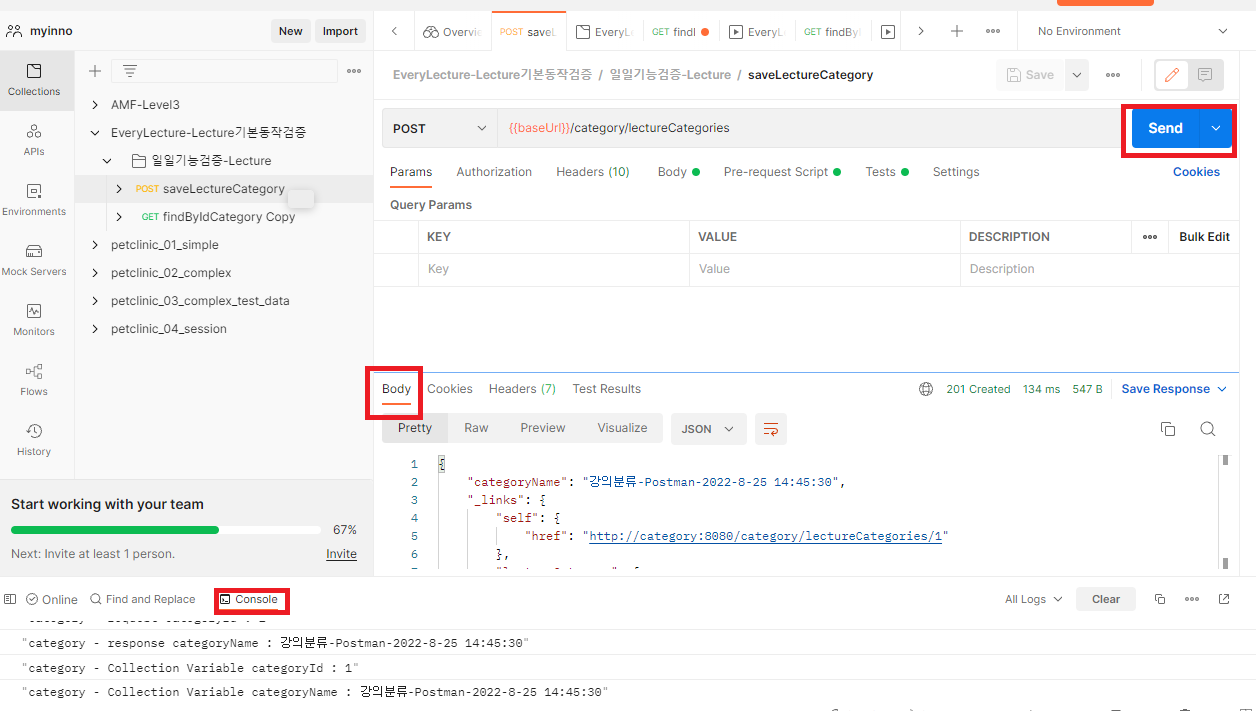 myinno
New
Import
Overvie
POST saveL
EveryL
GET findI
EveryL
GET findBy
No Environment
Collections
APIs
Environments
Mock Servers
Monitors
Flows
History
AMF-Level3
EveryLecture-Lecture기본동작검증
일일기능검증-Lecture
POST saveLectureCategory
GET findByIdCategory Copy
petclinic_01_simple
petclinic_02_complex
petclinic_03_complex_test_data
petclinic_04_session
Start working with your team
67%
Next: Invite at least 1 person.
Invite
EveryLecture-Lecture기본동작검증 / 일일기능검증-Lecture / saveLectureCategory
Save
POST
{{baseUrl}}/category/lectureCategories
Send
Params
Authorization
Headers (10)
Body
Pre-request Script
Tests
Settings
Cookies
Query Params
KEY
VALUE
DESCRIPTION
Bulk Edit
Key
Value
Description
Body
Cookies
Headers (7)
Test Results
201 Created
134 ms
547 B
Save Response
Pretty
Raw
Preview
Visualize
JSON
1 {
2 "categoryName": "강의분류-Postman-2022-8-25 14:45:30",
3 "_links": {
4 "self": {
5 "href": "http://category:8080/category/lectureCategories/1"
6 },
Online
Find and Replace
Console
All Logs
Clear
"category - response categoryName : 강의분류-Postman-2022-8-25 14:45:30"
"category - Collection Variable categoryId : 1"
"category - Collection Variable categoryName : 강의분류-Postman-2022-8-25 14:45:30"